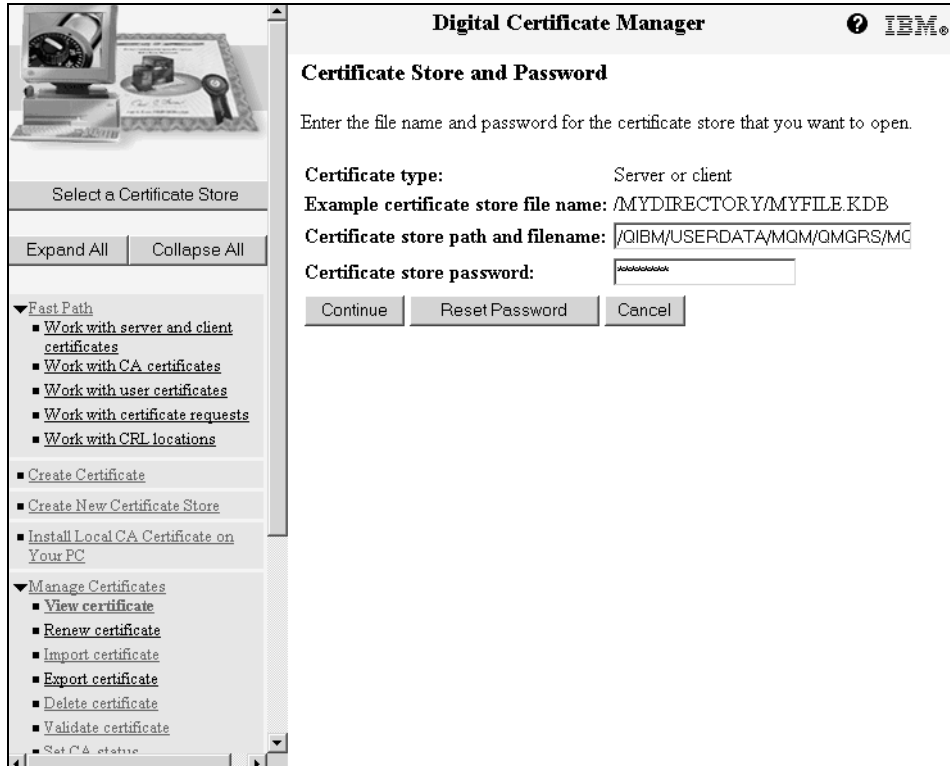 Select a Certificate Store
Expand All
Collapse All
Fast Path
Work with server and client
certificates
Work with CA certificates
Work with user certificates
Work with certificate requests
Work with CRL locations
Create Certificate
Create New Certificate Store
Install Local CA Certificate on
Your PC
Manage Certificates
View certificate
Renew certificate
Import certificate
Export certificate
Delete certificate
Validate certificate
Set CA status
Digital Certificate Manager
IBM®
Certificate Store and Password
Enter the file name and password for the certificate store that you want to open.
Certificate type: Server or client
Example certificate store file name: /MYDIRECTORY/MYFILE.KDB
Certificate store path and filename: /QIBM/USERDATA/MQM/QMGRS/MQ
Certificate store password: *********
Continue
Reset Password
Cancel